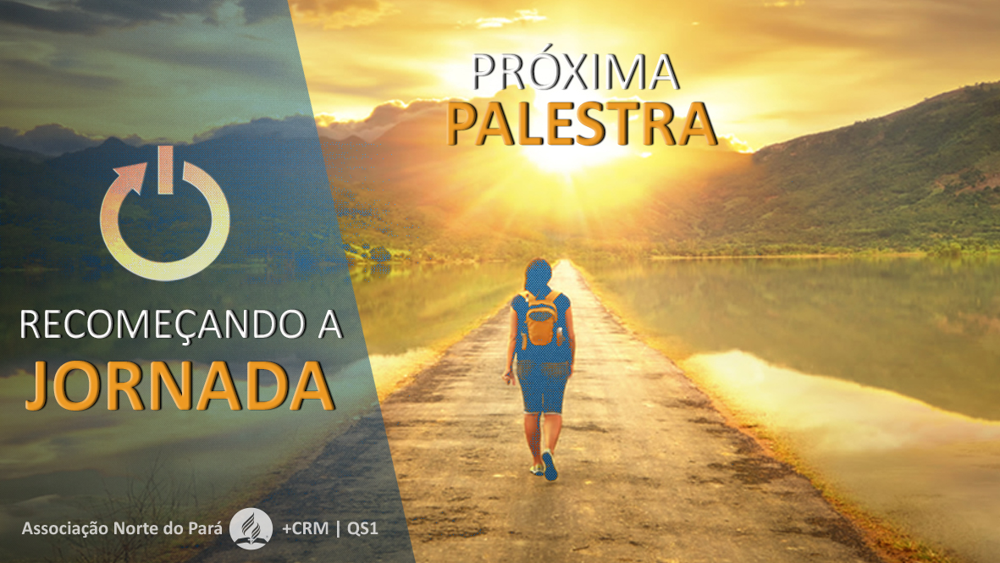 PRÓXIMA
PALESTRA
RECOMEÇANDO A
JORNADA
Associação Norte do Pará +CRM | QS1